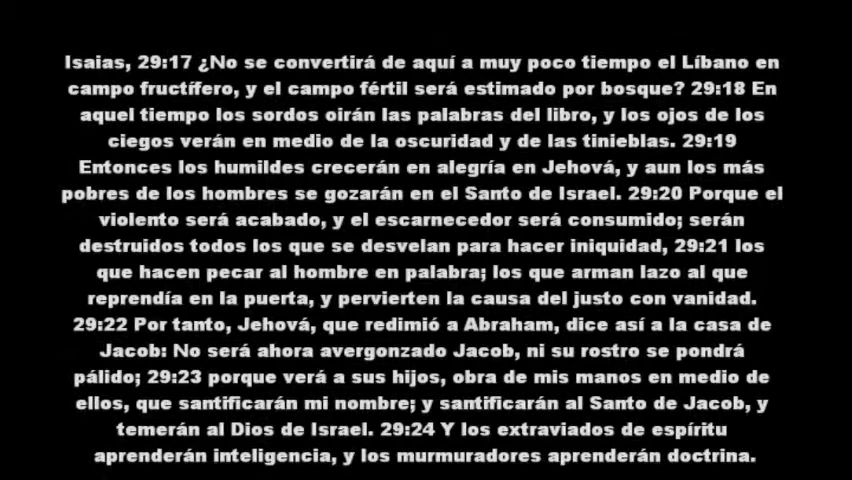 Isaias, 29:17 ¿No se convertirá de aquí a muy poco tiempo el Líbano en
campo fructífero, y el campo fértil será estimado por bosque? 29:18 En
aquel tiempo los sordos oirán las palabras del libro, y los ojos de los
ciegos verán en medio de la oscuridad y de las tinieblas. 29:19
Entonces los humildes crecerán en alegría en Jehová, y aun los más
pobres de los hombres se gozarán en el Santo de Israel. 29:20 Porque el
violento será acabado, y el escarnecedor será consumido; serán
destruidos todos los que se desvelan para hacer iniquidad, 29:21 los
que hacen pecar al hombre en palabra; los que arman lazo al que
reprendía en la puerta, y pervierten la causa del justo con vanidad.
29:22 Por tanto, Jehová, que redimió a Abraham, dice así a la casa de
Jacob: No será ahora avergonzado Jacob, ni su rostro se pondrá
pálido; 29:23 porque verá a sus hijos, obra de mis manos en medio de
ellos, que santificarán mi nombre; y santificarán al Santo de Jacob, y
temerán al Dios de Israel. 29:24 Y los extraviados de espíritu
aprenderán inteligencia, y los murmuradores aprenderán doctrina.